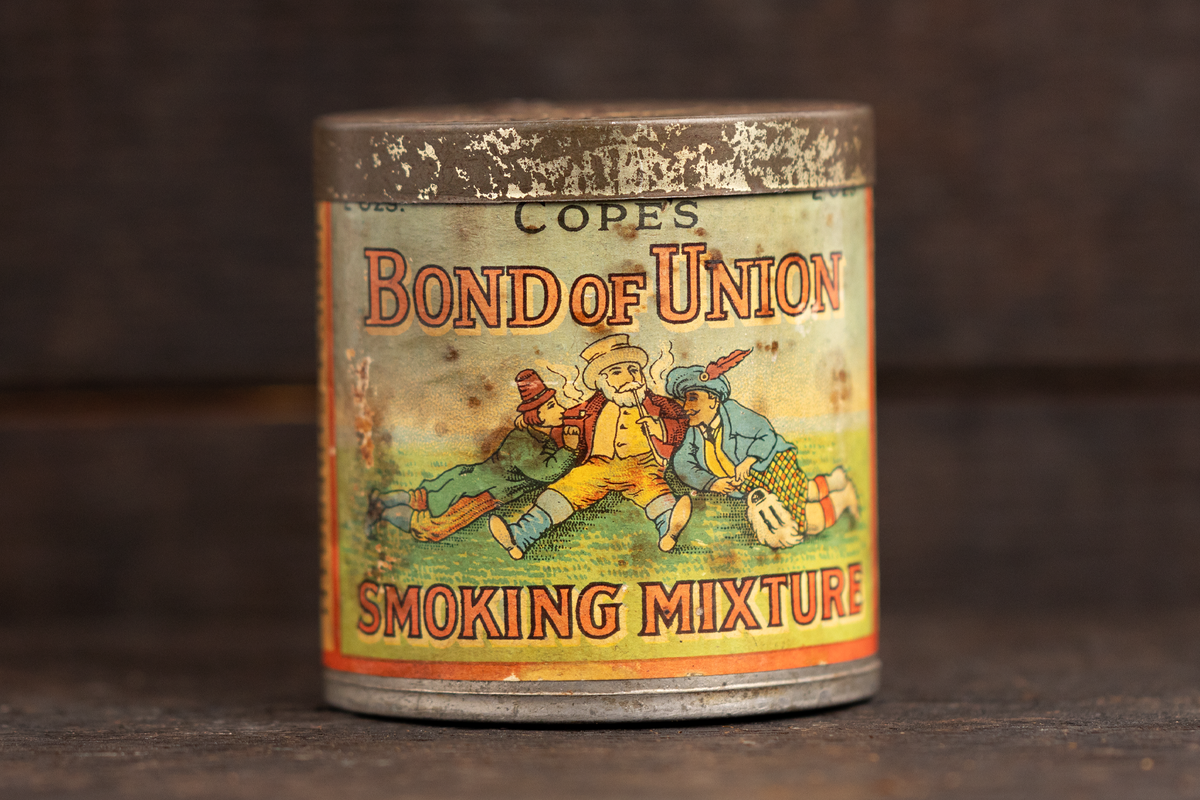 COPE'S
BOND OF UNION
SMOKING MIXTURE